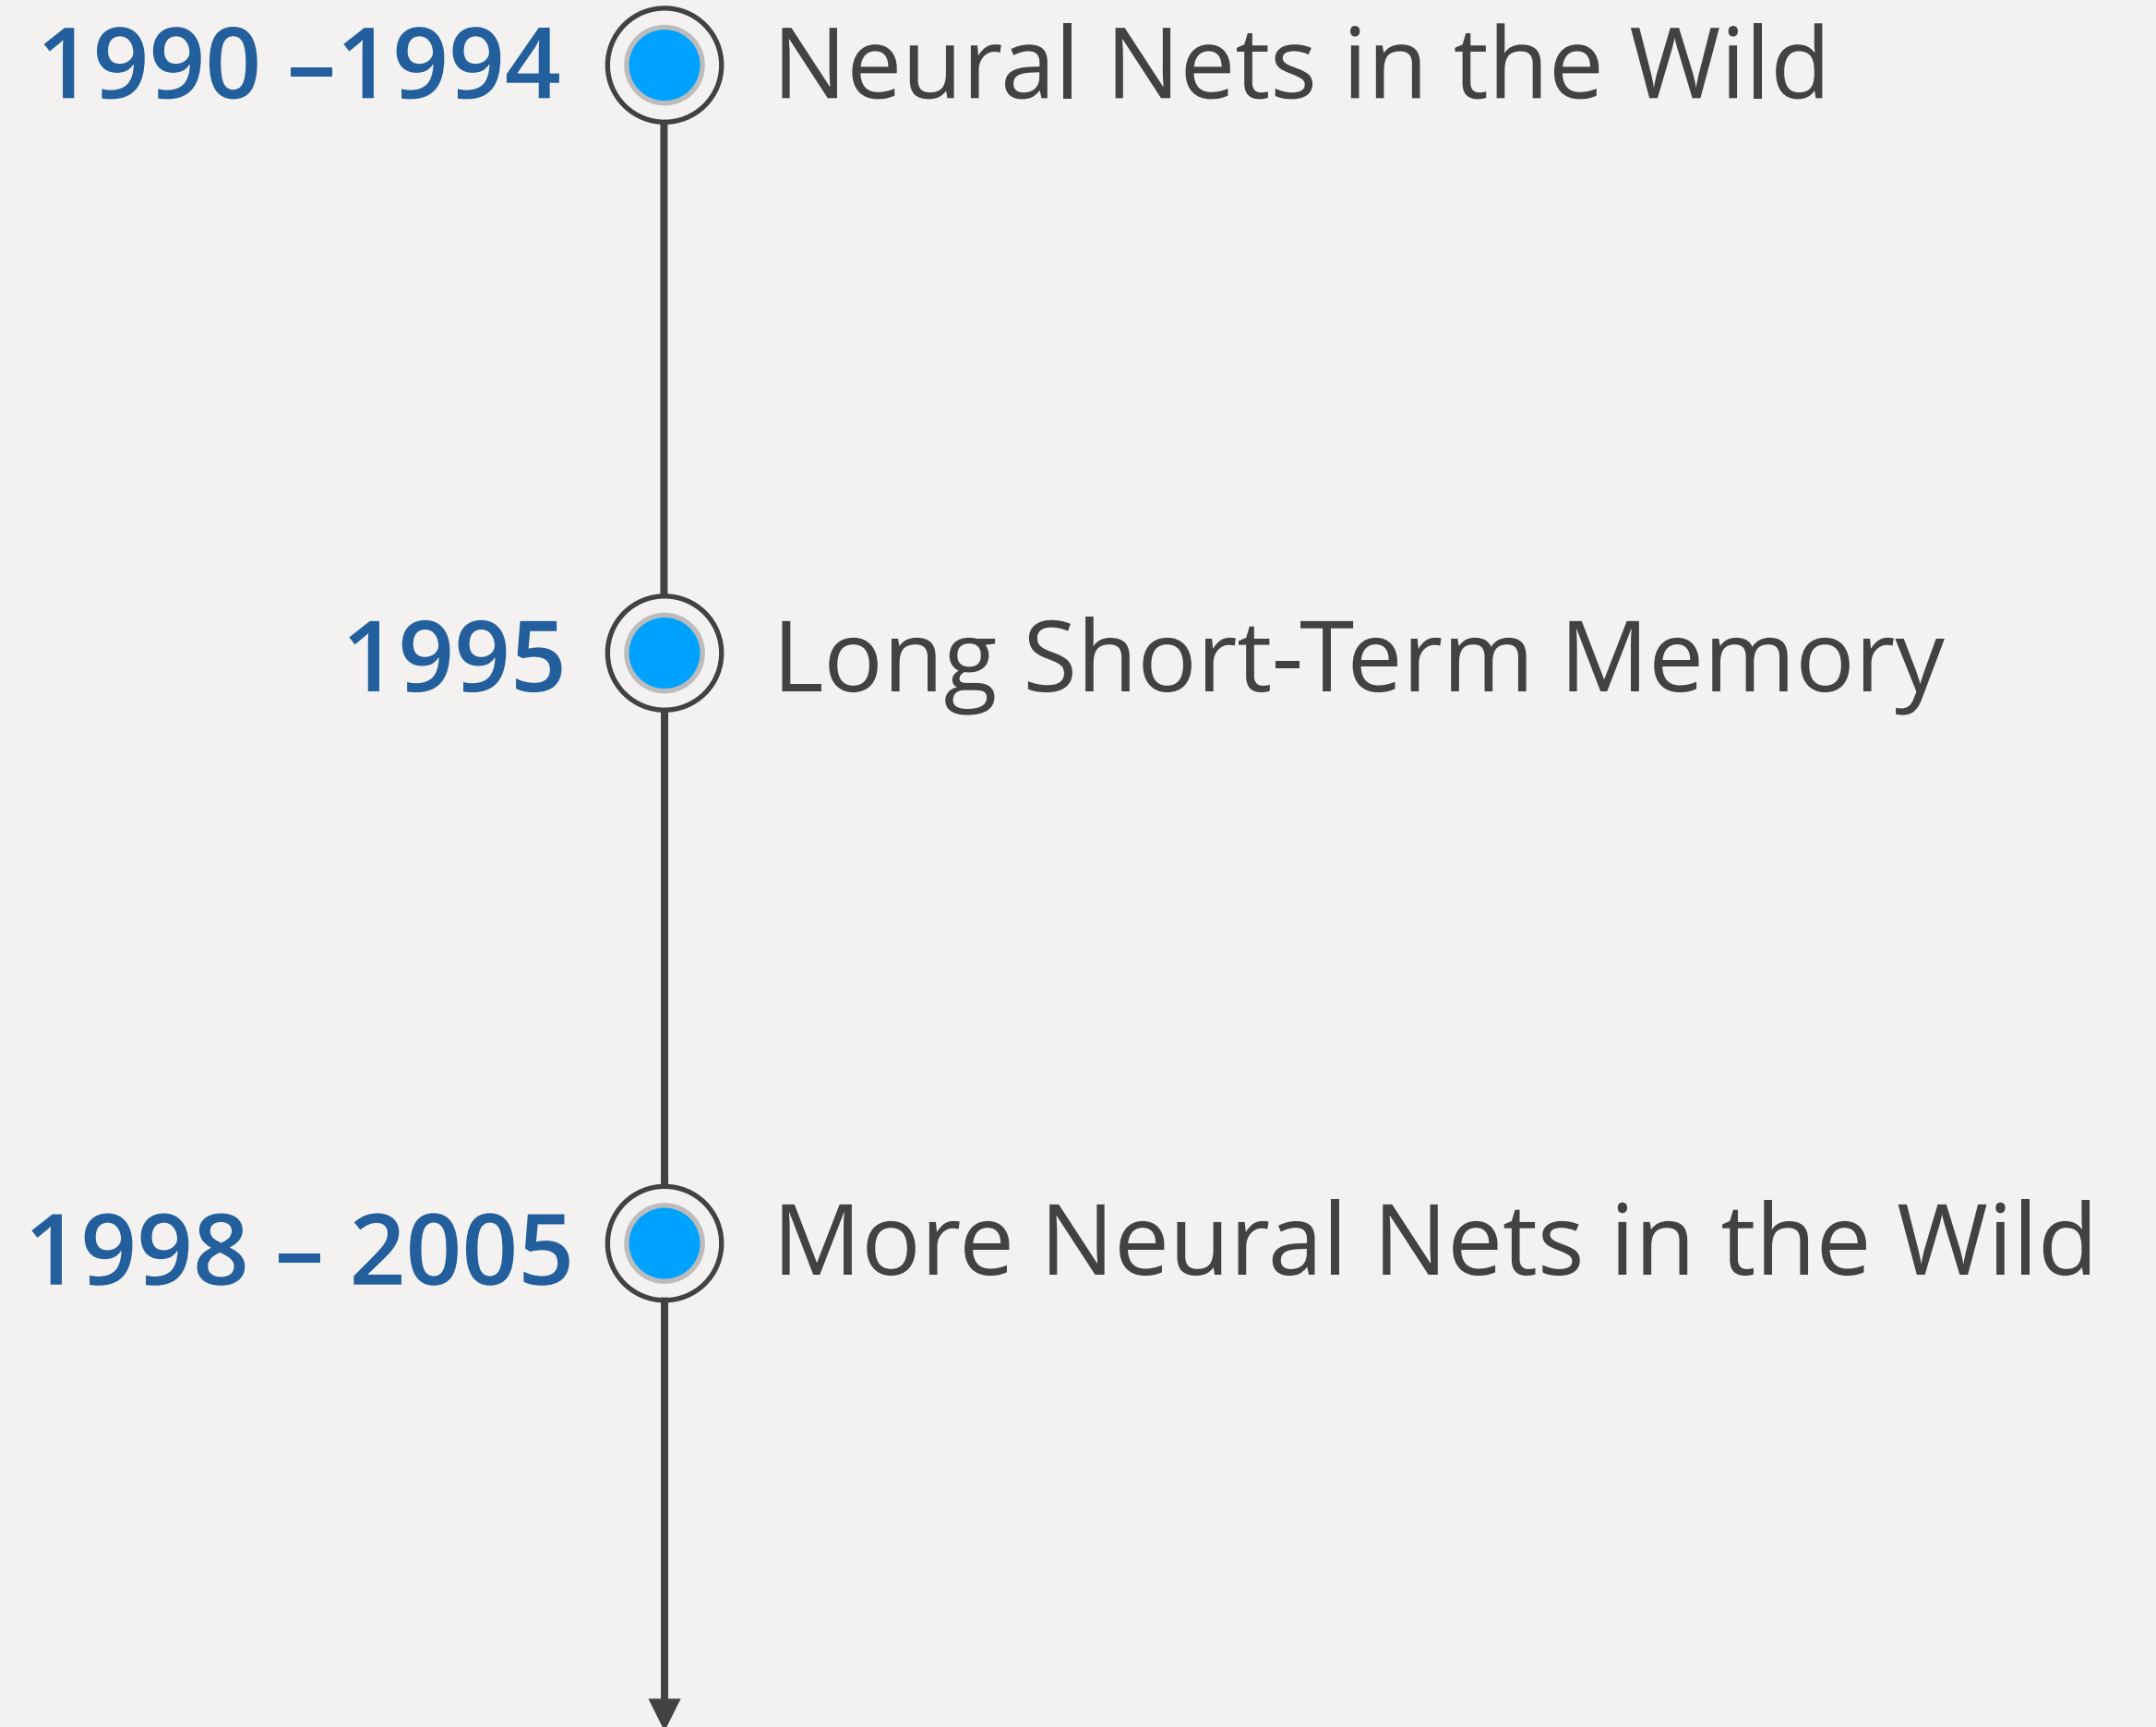 1990 –1994 Neural Nets in the Wild
1995 Long Short-Term Memory
1998 – 2005 More Neural Nets in the Wild